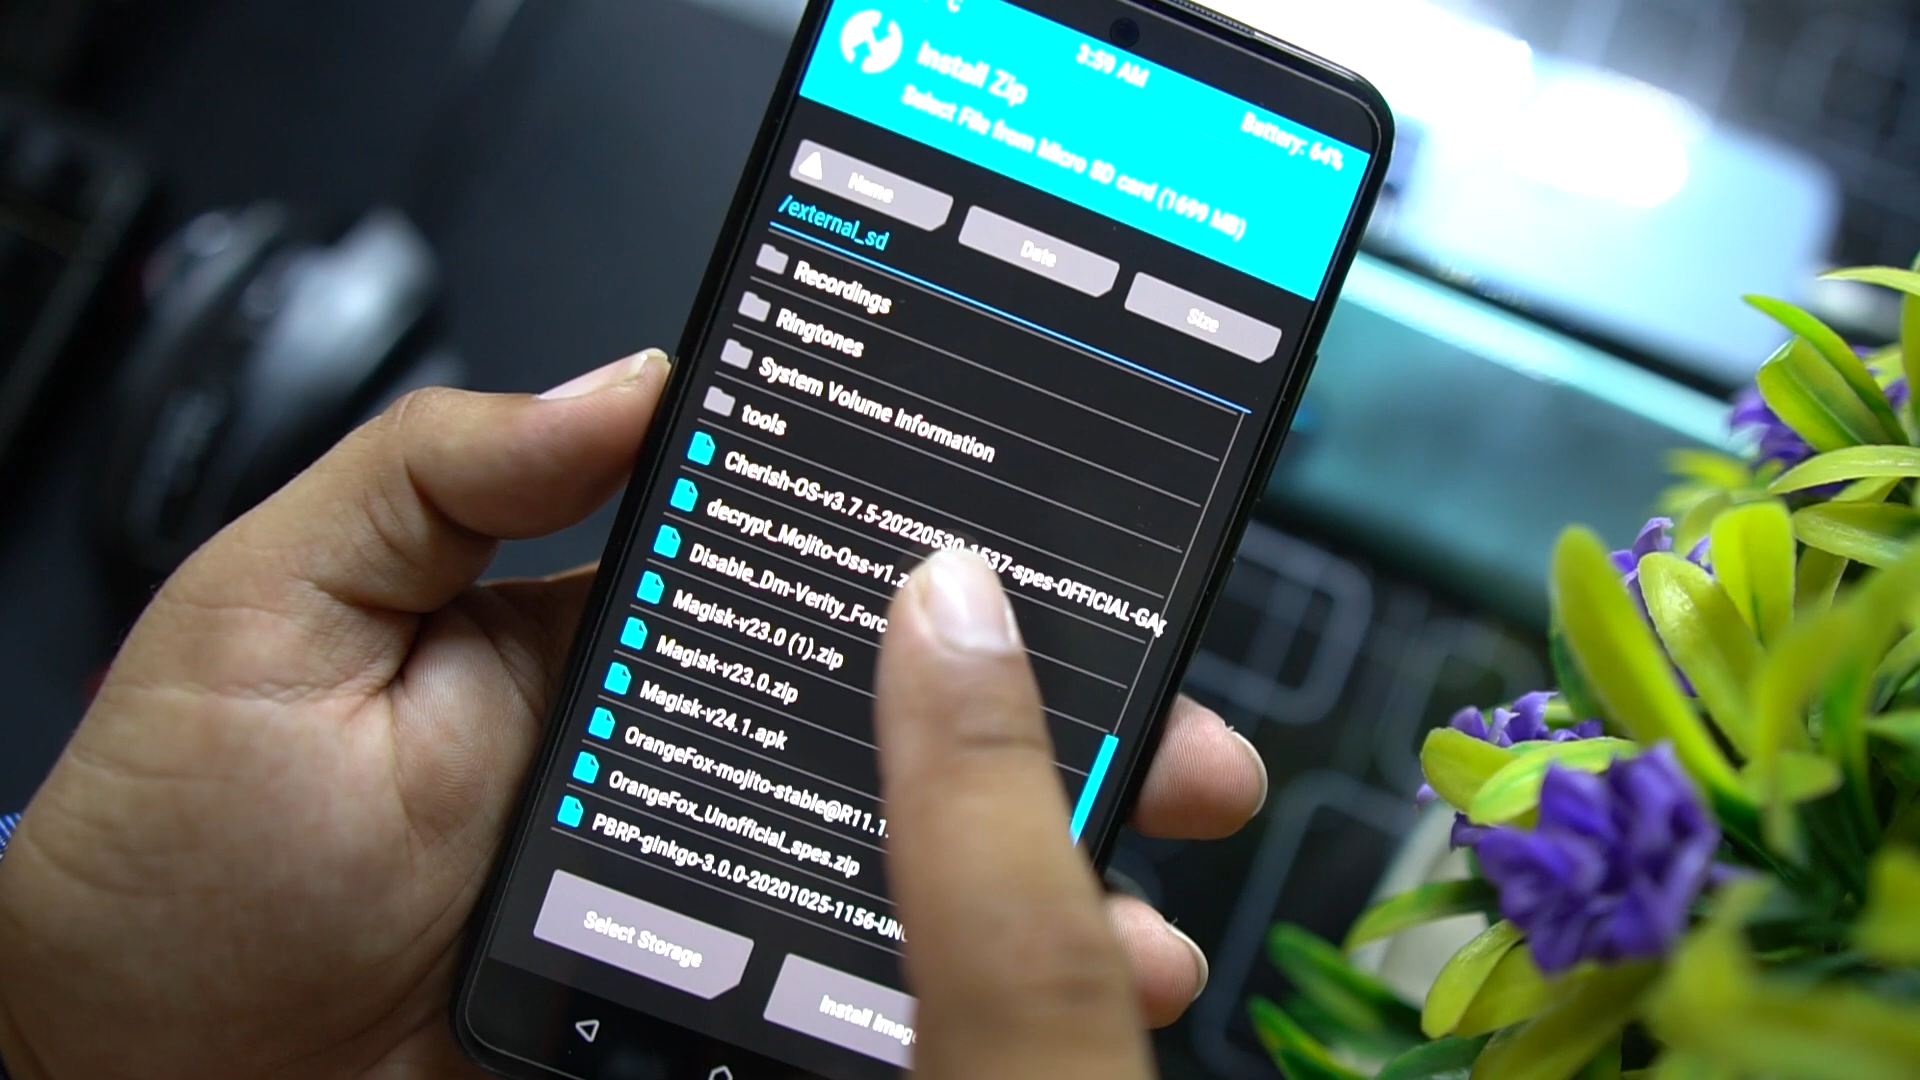 3:59 AM
Install Zip
Battery: 64%
Select File from Micro SD card (1699 MB)
Name
Date
Size
/external_sd
Recordings
Ringtones
System Volume Information
tools
Cherish-OS-v3.7.5-20220530-1537-spes-OFFICIAL-GAp
decrypt_Mojito-Oss-v1.z
Disable_Dm-Verity_Forc
Magisk-v23.0 (1).zip
Magisk-v23.0.zip
Magisk-v24.1.apk
OrangeFox-mojito-stable@R11.1.
OrangeFox_Unofficial_spes.zip
PBRP-ginkgo-3.0.0-20201025-1156-UN
Select Storage
Install Image